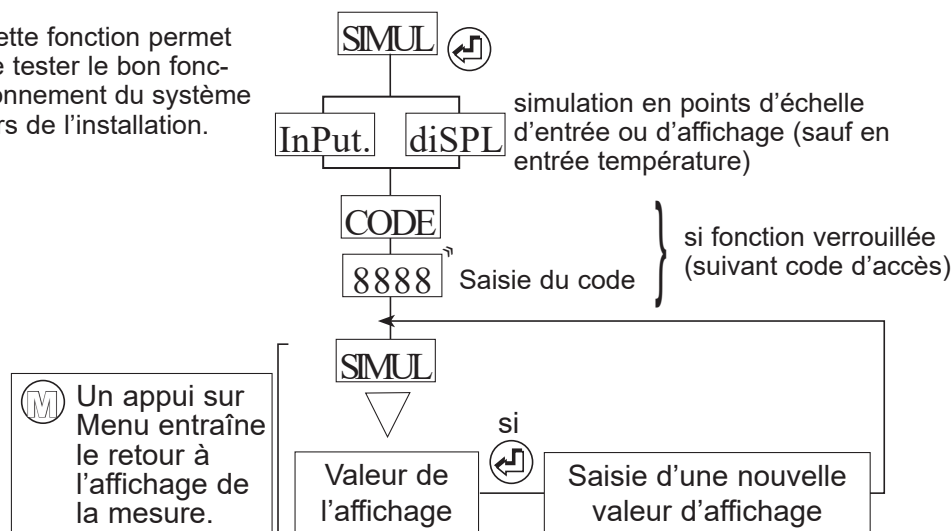 ette fonction permet
e tester le bon fonc-
onnement du système
rs de l'installation.
SIMUL
InPut.
diSPL
simulation en points d'échelle
d'entrée ou d'affichage (sauf en
entrée température)
CODE
8888
Saisie du code
si fonction verrouillée
(suivant code d'accès)
SIMUL
M
Un appui sur
Menu entraîne
le retour à
l'affichage de
la mesure.
Valeur de
l'affichage
si
Saisie d'une nouvelle
valeur d'affichage